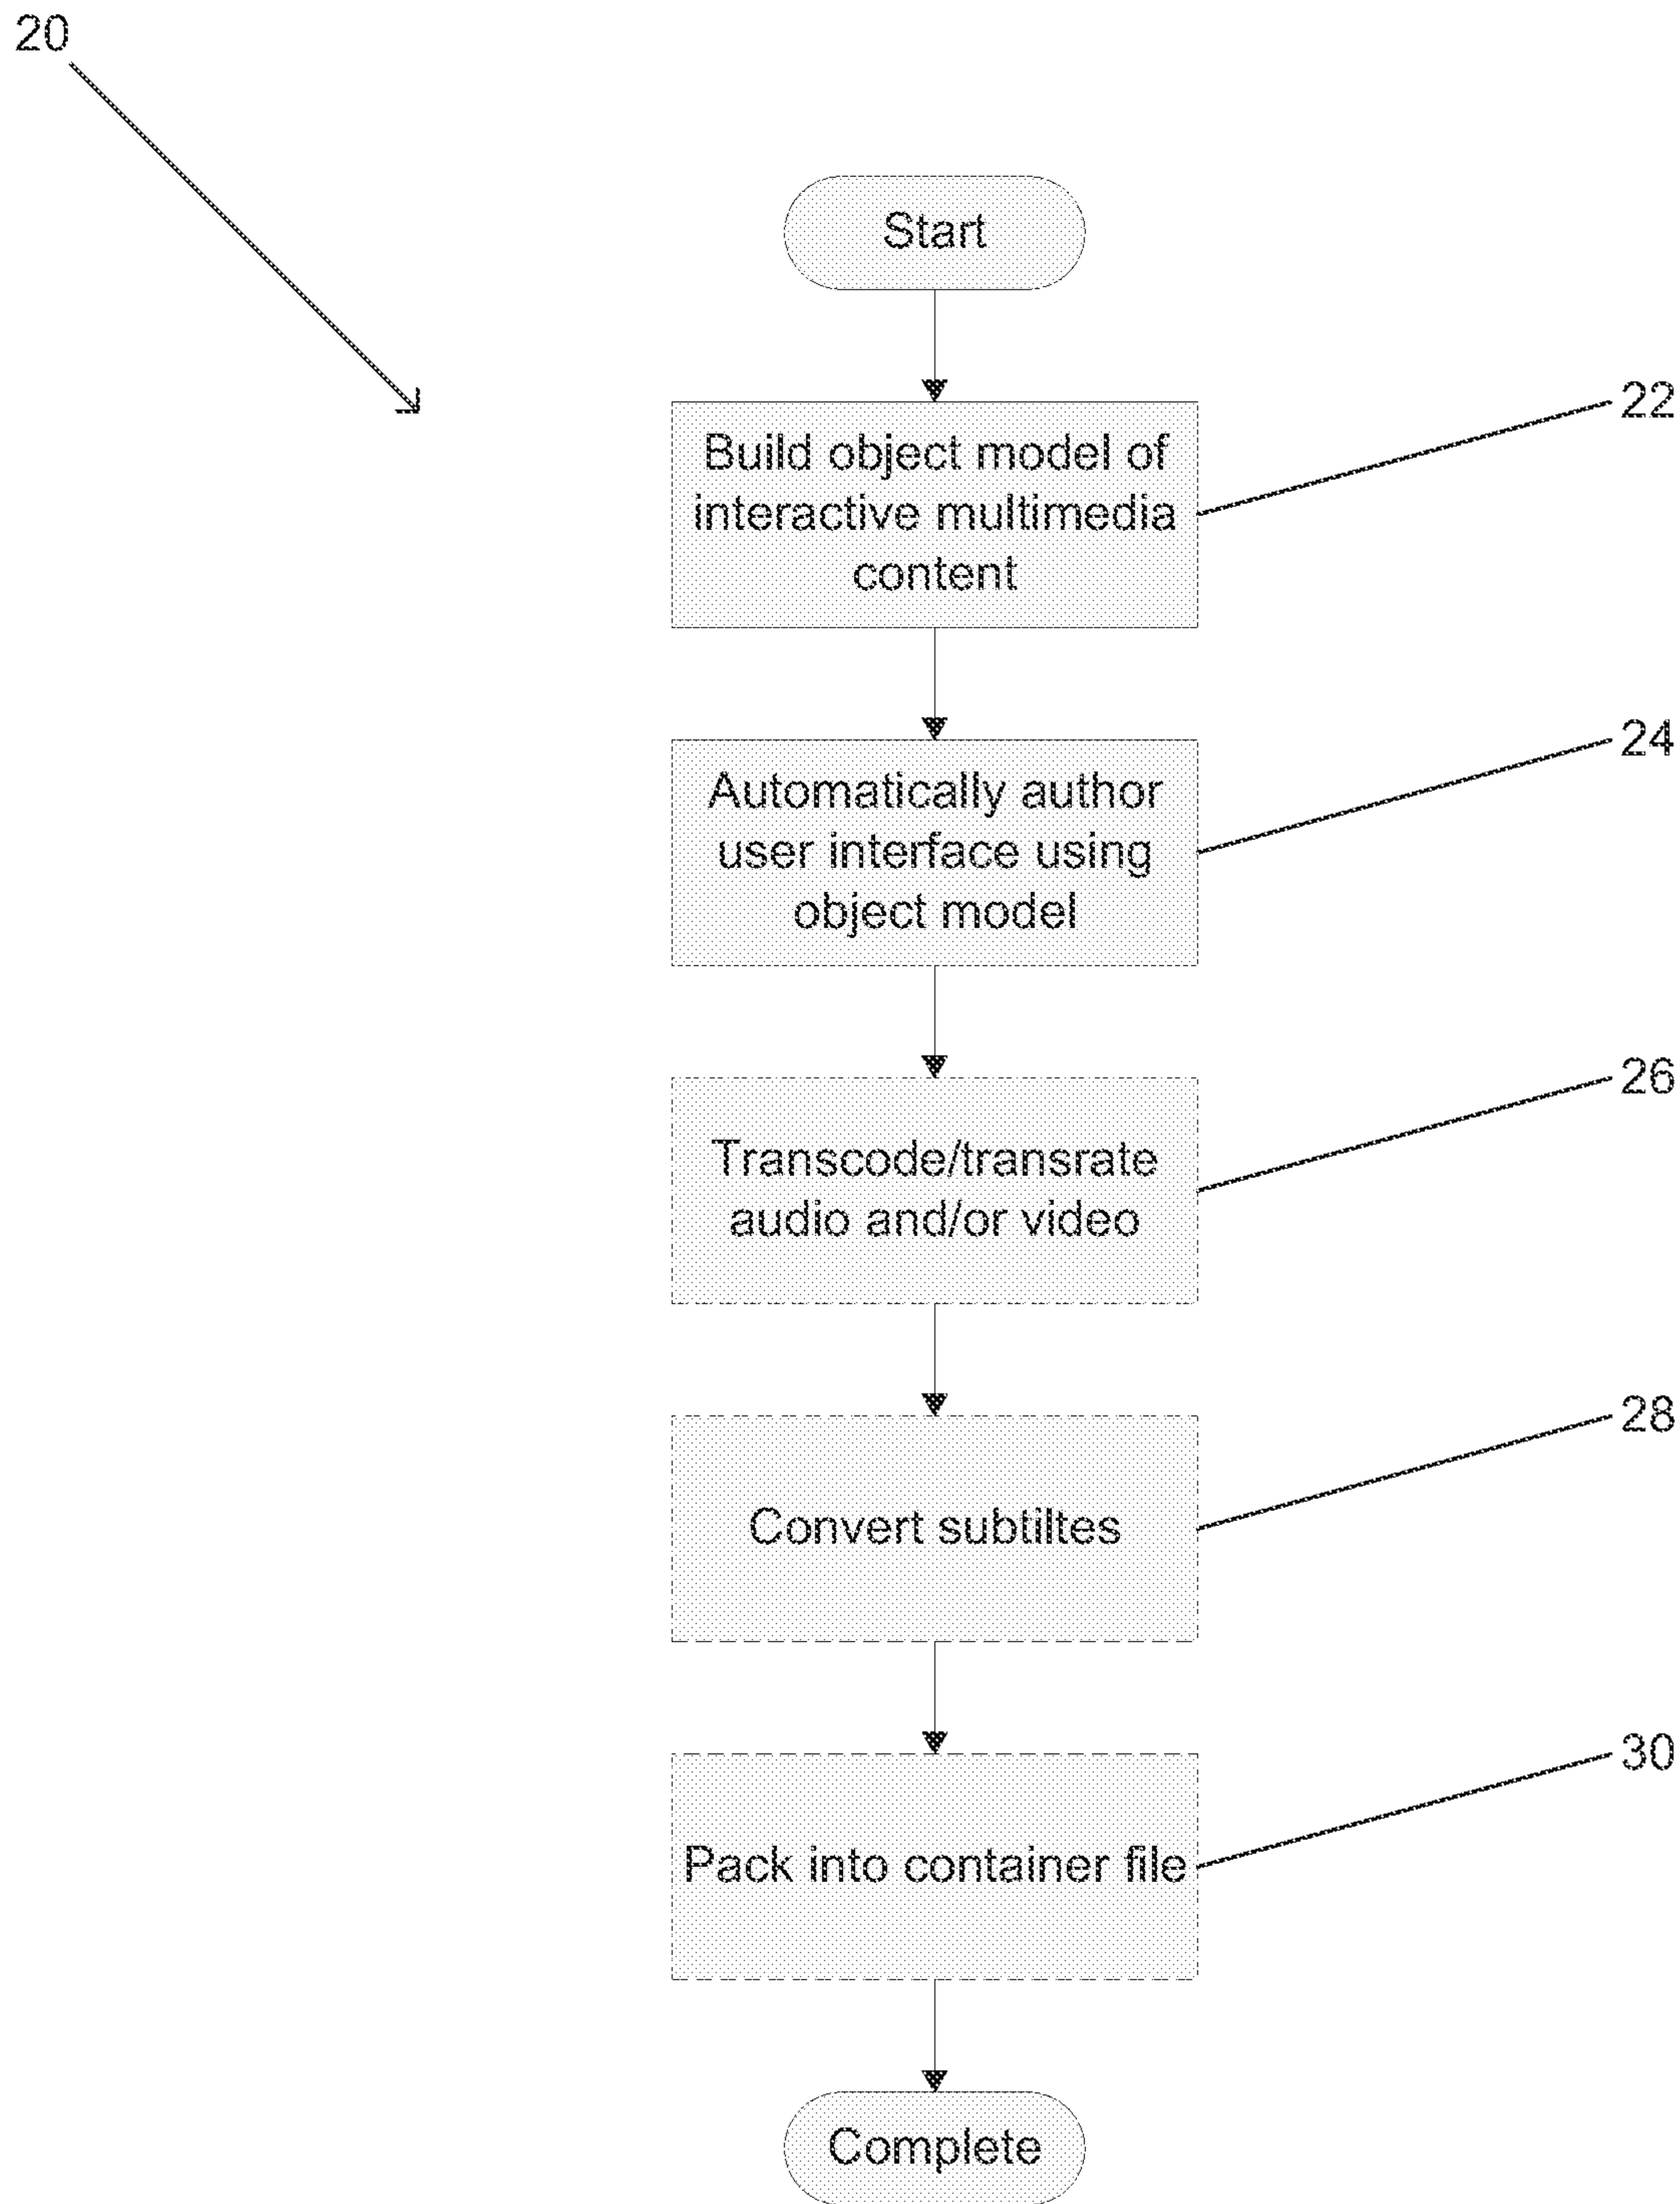 20
Start
22
Build object model of
interactive multimedia
content
24
Automatically author
user interface using
object model
26
Transcode/transrate
audio and/or video
28
Convert subtiltes
30
Pack into container file
Complete